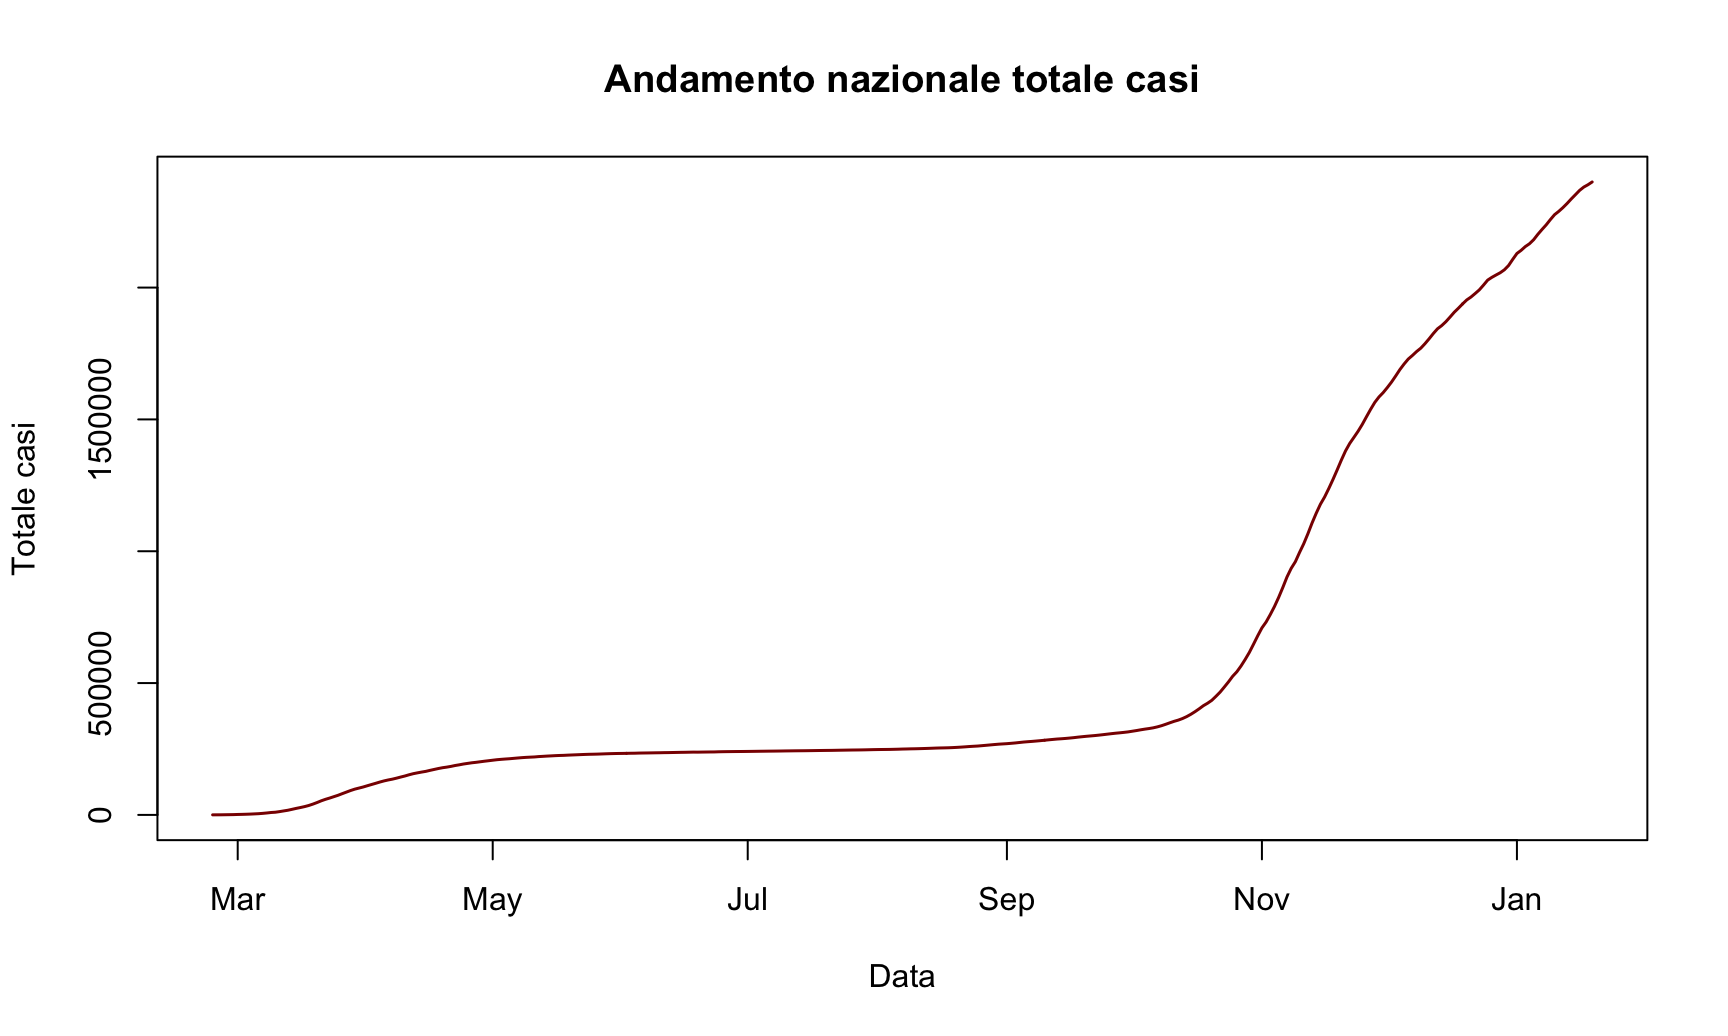 Andamento nazionale totale casi
Totale casi
1500000
500000
0
Mar May Jul Sep Nov Jan
Data